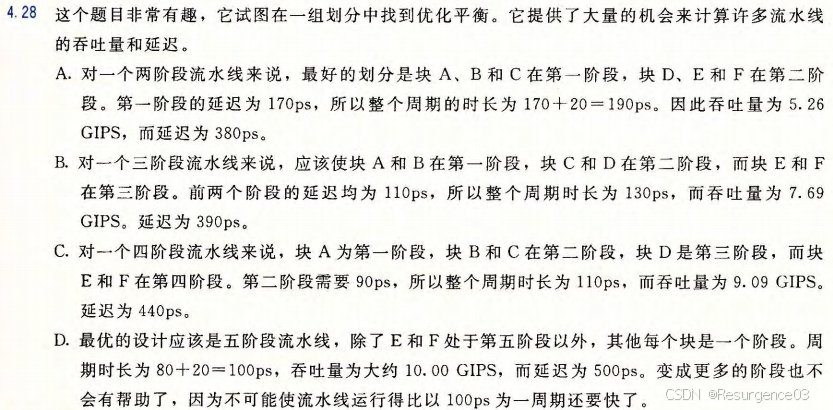 4.28 这个题目非常有趣，它试图在一组划分中找到优化平衡。它提供了大量的机会来计算许多流水线
的吞吐量和延迟。
A. 对一个两阶段流水线来说，最好的划分是块 A、B 和 C 在第一阶段，块 D、E 和 F 在第二阶
段。第一阶段的延迟为 170ps，所以整个周期的时长为 170＋20＝190ps。因此吞吐量为 5.26
GIPS，而延迟为 380ps。
B. 对一个三阶段流水线来说，应该使块 A 和 B 在第一阶段，块 C 和 D 在第二阶段，而块 E 和 F
在第三阶段。前两个阶段的延迟均为 110ps，所以整个周期时长为 130ps，而吞吐量为 7.69
GIPS。延迟为 390ps。
C. 对一个四阶段流水线来说，块 A 为第一阶段，块 B 和 C 在第二阶段，块 D 是第三阶段，而块
E 和 F 在第四阶段。第二阶段需要 90ps，所以整个周期时长为 110ps，而吞吐量为 9.09 GIPS。
延迟为 440ps。
D. 最优的设计应该是五阶段流水线，除了 E 和 F 处于第五阶段以外，其他每个块是一个阶段。周
期时长为 80＋20＝100ps，吞吐量为大约 10.00 GIPS，而延迟为 500ps。变成更多的阶段也不
会有帮助了，因为不可能使流水线运行得比以 100ps 为一周期还要快了。
CSDN @Resurgence03